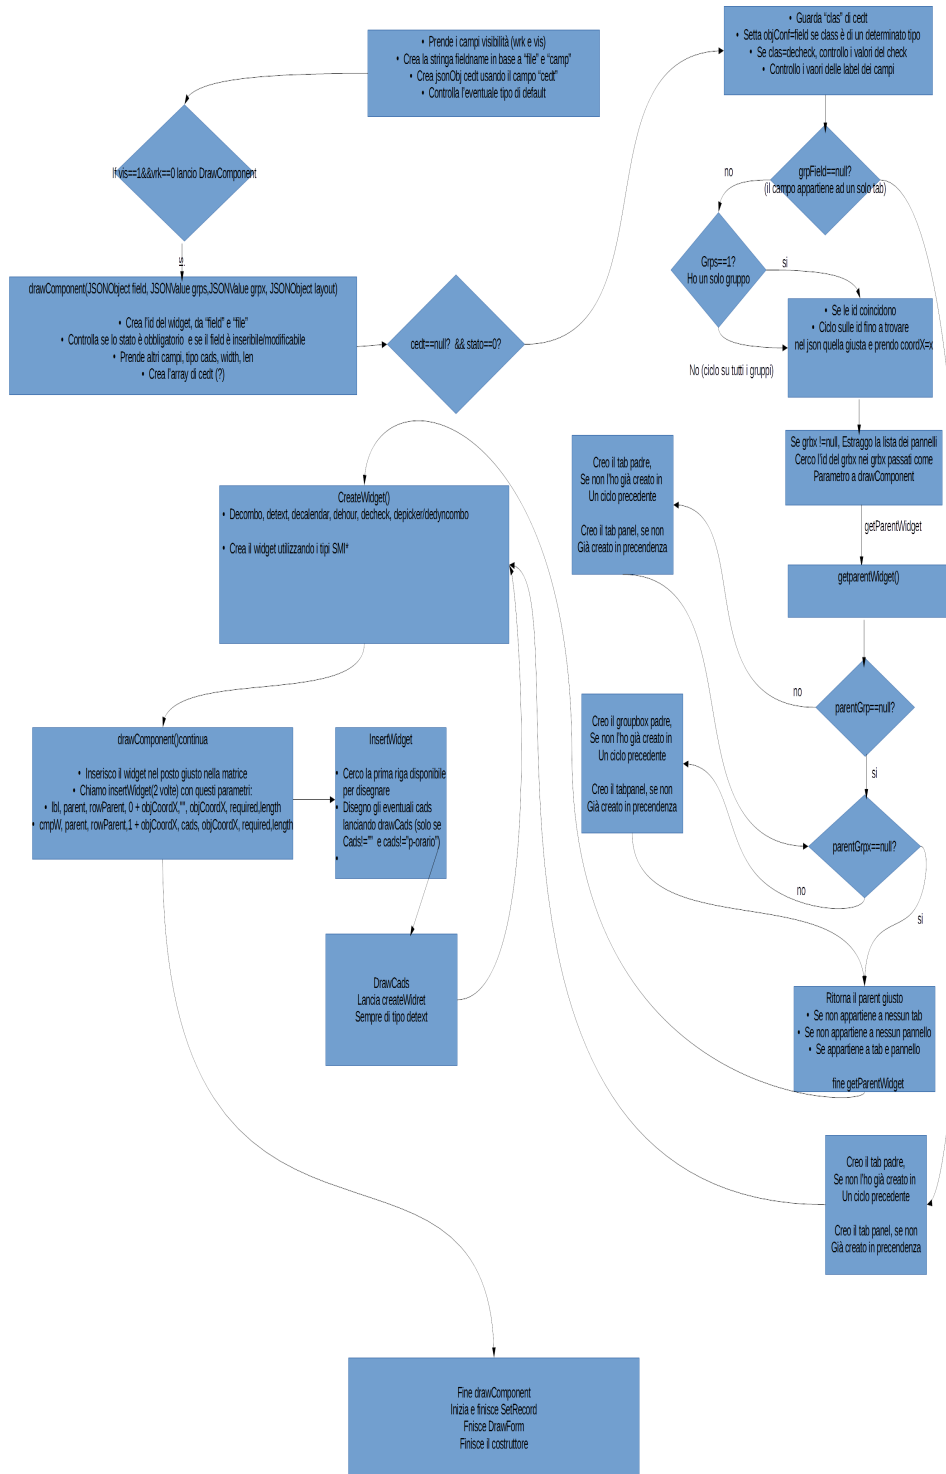 • Prende i campi visibilità (wrk e vis)
• Crea la stringa fieldname in base a “file” e “camp”
• Crea jsonObj cedt usando il campo “cedt”
• Controlla l’eventuale tipo di default
If vis==1&&vrk==0 lancio DrawComponent
si
drawComponent(JSONObject field, JSONValue grps,JSONValue grpx, JSONObject layout)
• Crea l’id del widget, da “field” e “file”
• Controlla se lo stato è obbligatorio e se il field è inseribile/modificabile
• Prende altri campi, tipo cads, width, len
• Crea l’array di cedt (?)
cedt==null? && stato==0?
• Guarda “clas” di cedt
• Setta objConf=field se class è di un determinato tipo
• Se clas=decheck, controllo i valori del check
• Controllo i vaori delle label dei campi
grpField==null?
(il campo appartiene ad un solo tab)
no
Grps==1?
Ho un solo gruppo
si
No (ciclo su tutti i gruppi)
• Se le id coincidono
• Ciclo sulle id fino a trovare
nel json quella giusta e prendo coordX=x
Se grbx !=null, Estraggo la lista dei pannelli
Cerco l’id del grbx nei grbx passati come
Parametro a drawComponent
getParentWidget
getparentWidget()
parentGrp==null?
no
si
Creo il tab padre,
Se non l’ho già creato in
Un ciclo precedente
Creo il tab panel, se non
Già creato in precendenza
parentGrpx==null?
no
si
Creo il groupbox padre,
Se non l’ho già creato in
Un ciclo precedente
Creo il tabpanel, se non
Già creato in precendenza
Ritorna il parent giusto
• Se non appartiene a nessun tab
• Se non appartiene a nessun pannello
• Se appartiene a tab e pannello
fine getParentWidget
Creo il tab padre,
Se non l’ho già creato in
Un ciclo precedente
Creo il tab panel, se non
Già creato in precendenza
CreateWidget()
• Decombo, detext, decalendar, dehour, decheck, depicker/dedyncombo
• Crea il widget utilizzando i tipi SMI*
drawComponent()continua
• Inserisco il widget nel posto giusto nella matrice
• Chiamo insertWidget(2 volte) con questi parametri:
• lbl, parent, rowParent, 0 + objCoordX,"", objCoordX, required,length
• cmpW, parent, rowParent,1 + objCoordX, cads, objCoordX, required,length
InsertWidget
• Cerco la prima riga disponibile
per disegnare
• Disegno gli eventuali cads
lanciando drawCads (solo se
Cads!=”” e cads!=”p-orario”)
•
DrawCads
Lancia createWidret
Sempre di tipo detext
Fine drawComponent
Inizia e finisce SetRecord
Fnisce DrawForm
Finisce il costruttore